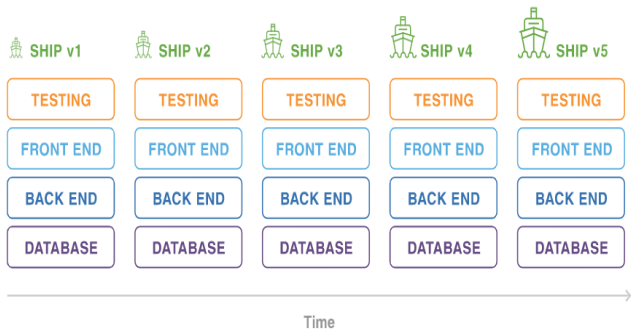 SHIP v1 SHIP v2 SHIP v3 SHIP v4 SHIP v5
TESTING TESTING TESTING TESTING TESTING
FRONT END FRONT END FRONT END FRONT END FRONT END
BACK END BACK END BACK END BACK END BACK END
DATABASE DATABASE DATABASE DATABASE DATABASE
Time